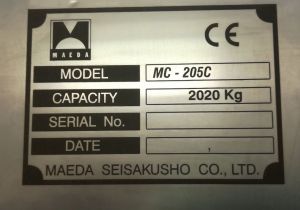 MAEDA
CE
MODEL MC - 205C
CAPACITY 2020 Kg
SERIAL No.
DATE ,
MAEDA SEISAKUSHO CO., LTD.